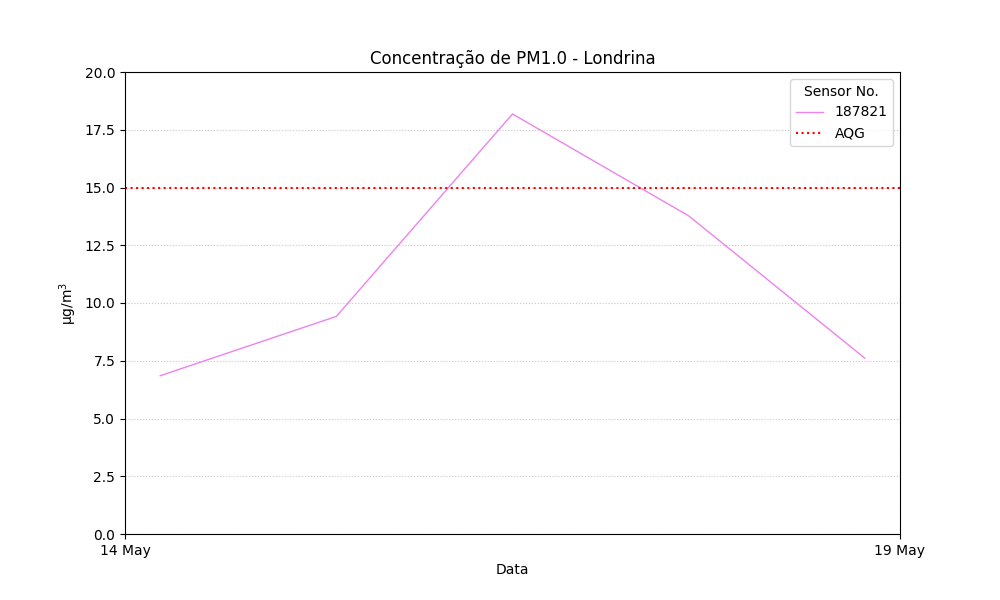 Concentração de PM1.0 - Londrina
Sensor No.
187821
AQG
20.0
17.5
15.0
12.5
10.0
7.5
5.0
2.5
0.0
µg/m³
14 May
19 May
Data